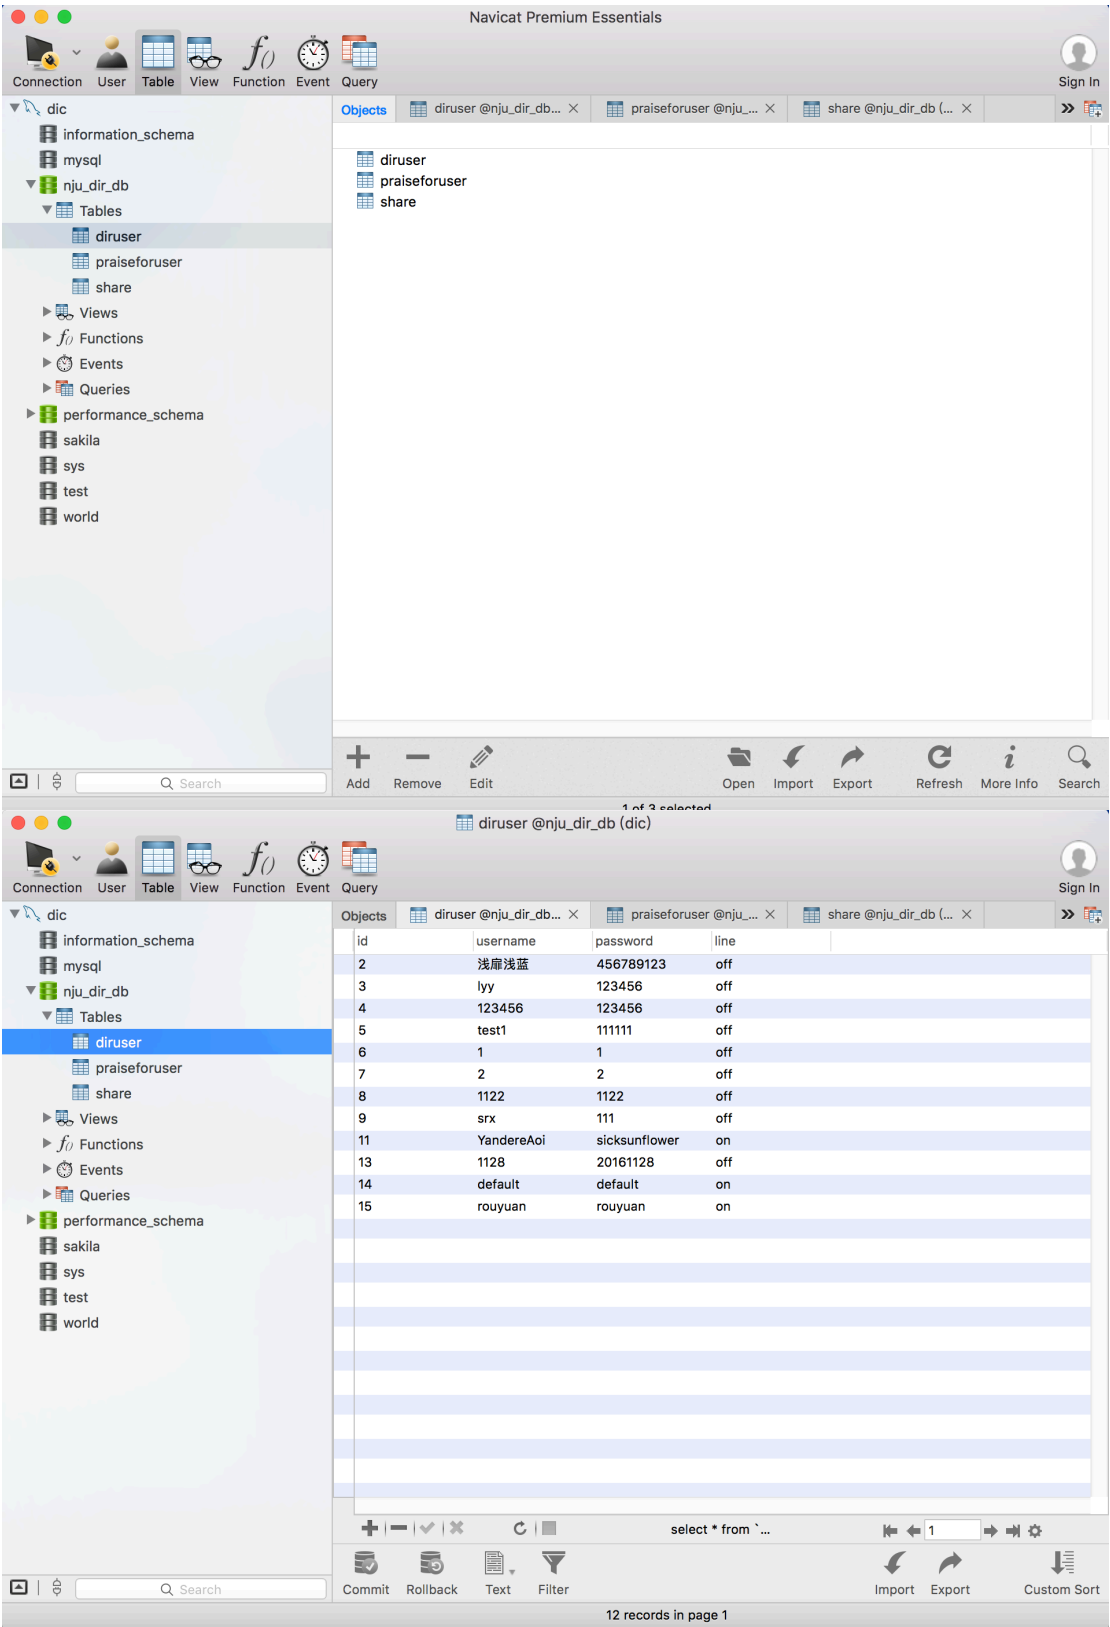 Navicat Premium Essentials
Connection User Table View Function Event Query Sign In
dic
Objects diruser @nju_dir_db... praiseforuser @nju_... share @nju_dir_db (...
information_schema
mysql
nju_dir_db
Tables
diruser
praiseforuser
share
Views
Functions
Events
Queries
performance_schema
sakila
sys
test
world
diruser
praiseforuser
share
Search
Add Remove Edit Open Import Export Refresh More Info Search
1 of 3 selected
diruser @nju_dir_db (dic)
Connection User Table View Function Event Query Sign In
dic
Objects diruser @nju_dir_db... praiseforuser @nju_... share @nju_dir_db (...
information_schema
mysql
nju_dir_db
Tables
diruser
praiseforuser
share
Views
Functions
Events
Queries
performance_schema
sakila
sys
test
world
id username password line
2 浅扉浅蓝 456789123 off
3 lyy 123456 off
4 123456 123456 off
5 test1 111111 off
6 1 1 off
7 2 2 off
8 1122 1122 off
9 srx 111 off
11 YandereAoi sicksunflower on
13 1128 20161128 off
14 default default on
15 rouyuan rouyuan on
select * from `... 1
Search
Commit Rollback Text Filter Import Export Custom Sort
12 records in page 1